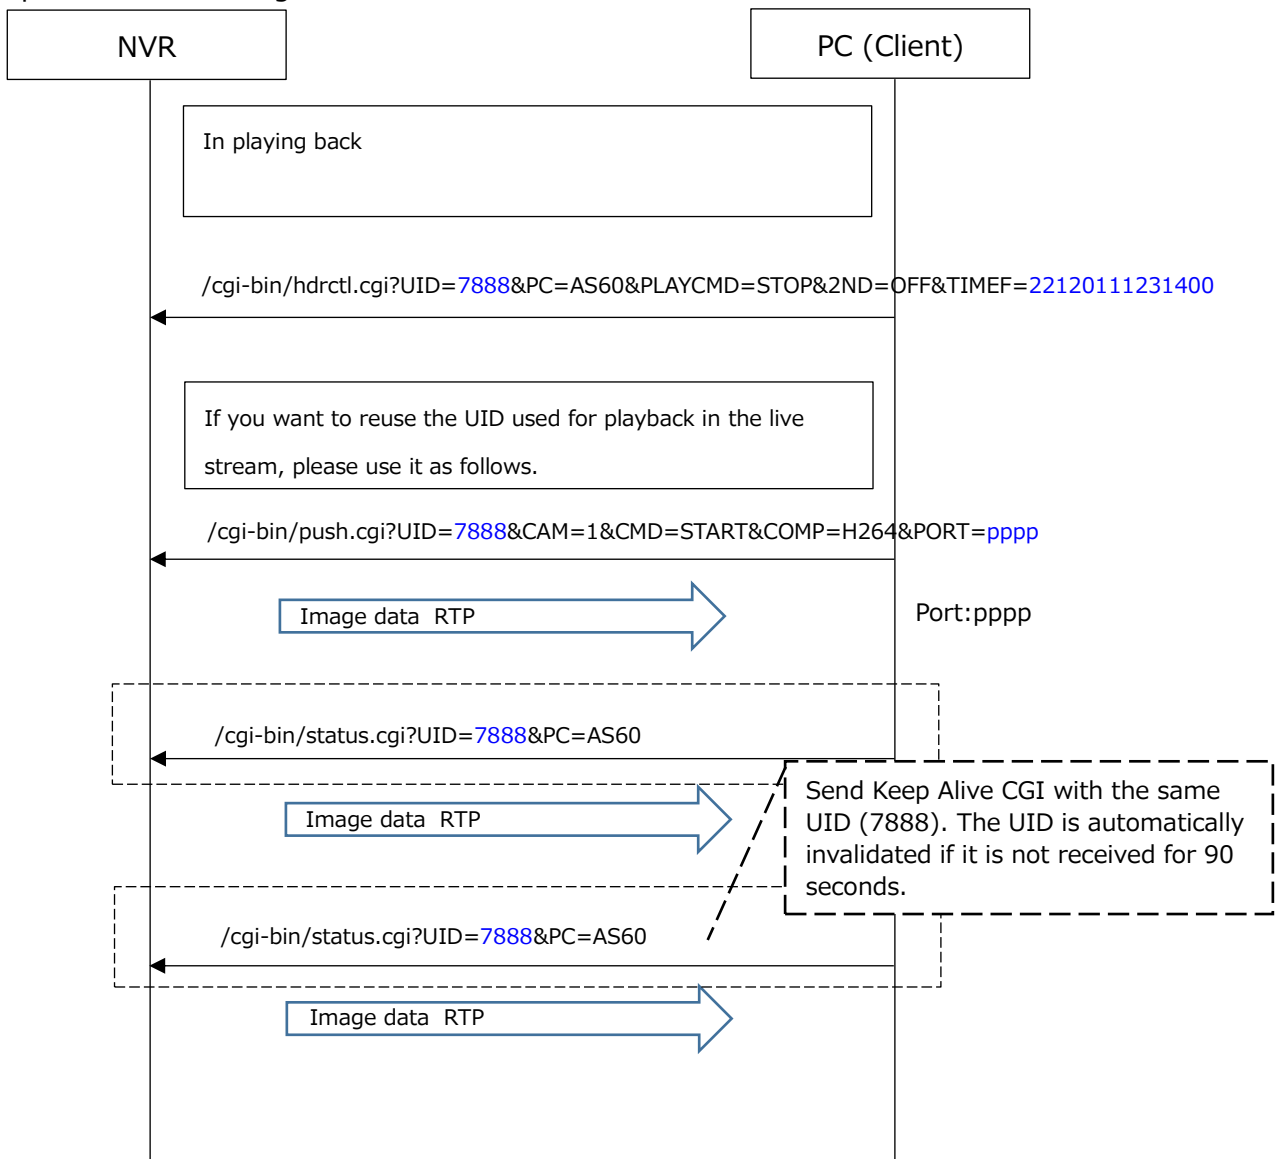 NVR
PC (Client)
In playing back
/cgi-bin/hdrctl.cgi?UID=7888&PC=AS60&PLAYCMD=STOP&2ND=OFF&TIMEF=22120111231400
If you want to reuse the UID used for playback in the live
stream, please use it as follows.
/cgi-bin/push.cgi?UID=7888&CAM=1&CMD=START&COMP=H264&PORT=pppp
Image data RTP
Port:pppp
/cgi-bin/status.cgi?UID=7888&PC=AS60
Send Keep Alive CGI with the same
UID (7888). The UID is automatically
invalidated if it is not received for 90
seconds.
Image data RTP
/cgi-bin/status.cgi?UID=7888&PC=AS60
Image data RTP